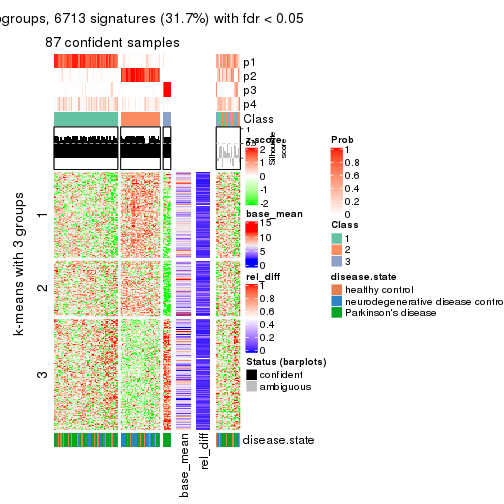 ogroups, 6713 signatures (31.7%) with fdr < 0.05
87 confident samples
p1
p2
p3
p4
Class
1
0.5
Silhouette
score
z-score
2
1
0
-1
-2
base_mean
15
10
5
0
rel_diff
1
0.8
0.6
0.4
0.2
0
Status (barplots)
confident
ambiguous
Prob
1
0.8
0.6
0.4
0.2
0
Class
1
2
3
disease.state
healthy control
neurodegenerative disease contro
Parkinson's disease
k-means with 3 groups
1
2
3
disease.state
base_mean
rel_diff